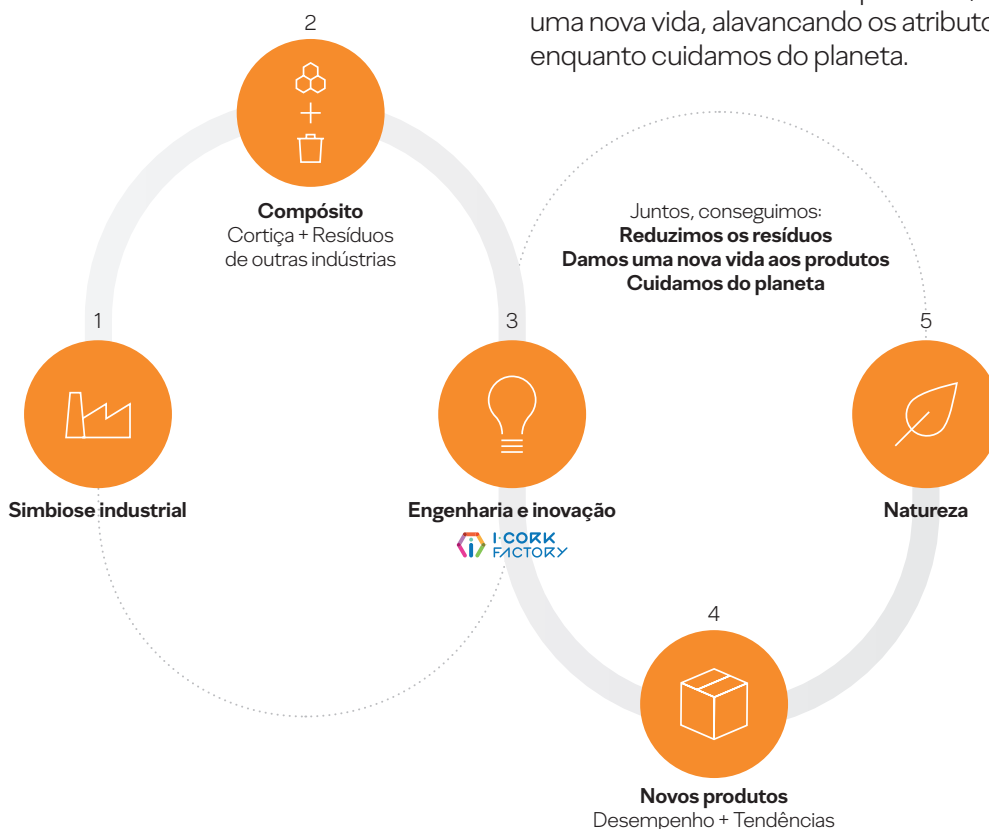 uma nova vida, alavancando os
enquanto cuidamos do planeta.
2
Compósito
Cortiça + Resíduos
de outras indústrias
Juntos, conseguimos:
Reduzimos os resíduos
Damos uma nova vida aos produtos
Cuidamos do planeta
1
3
5
Simbiose industrial
Engenharia e inovação
Natureza
I·CORK
FACTORY
4
Novos produtos
Desempenho + Tendências